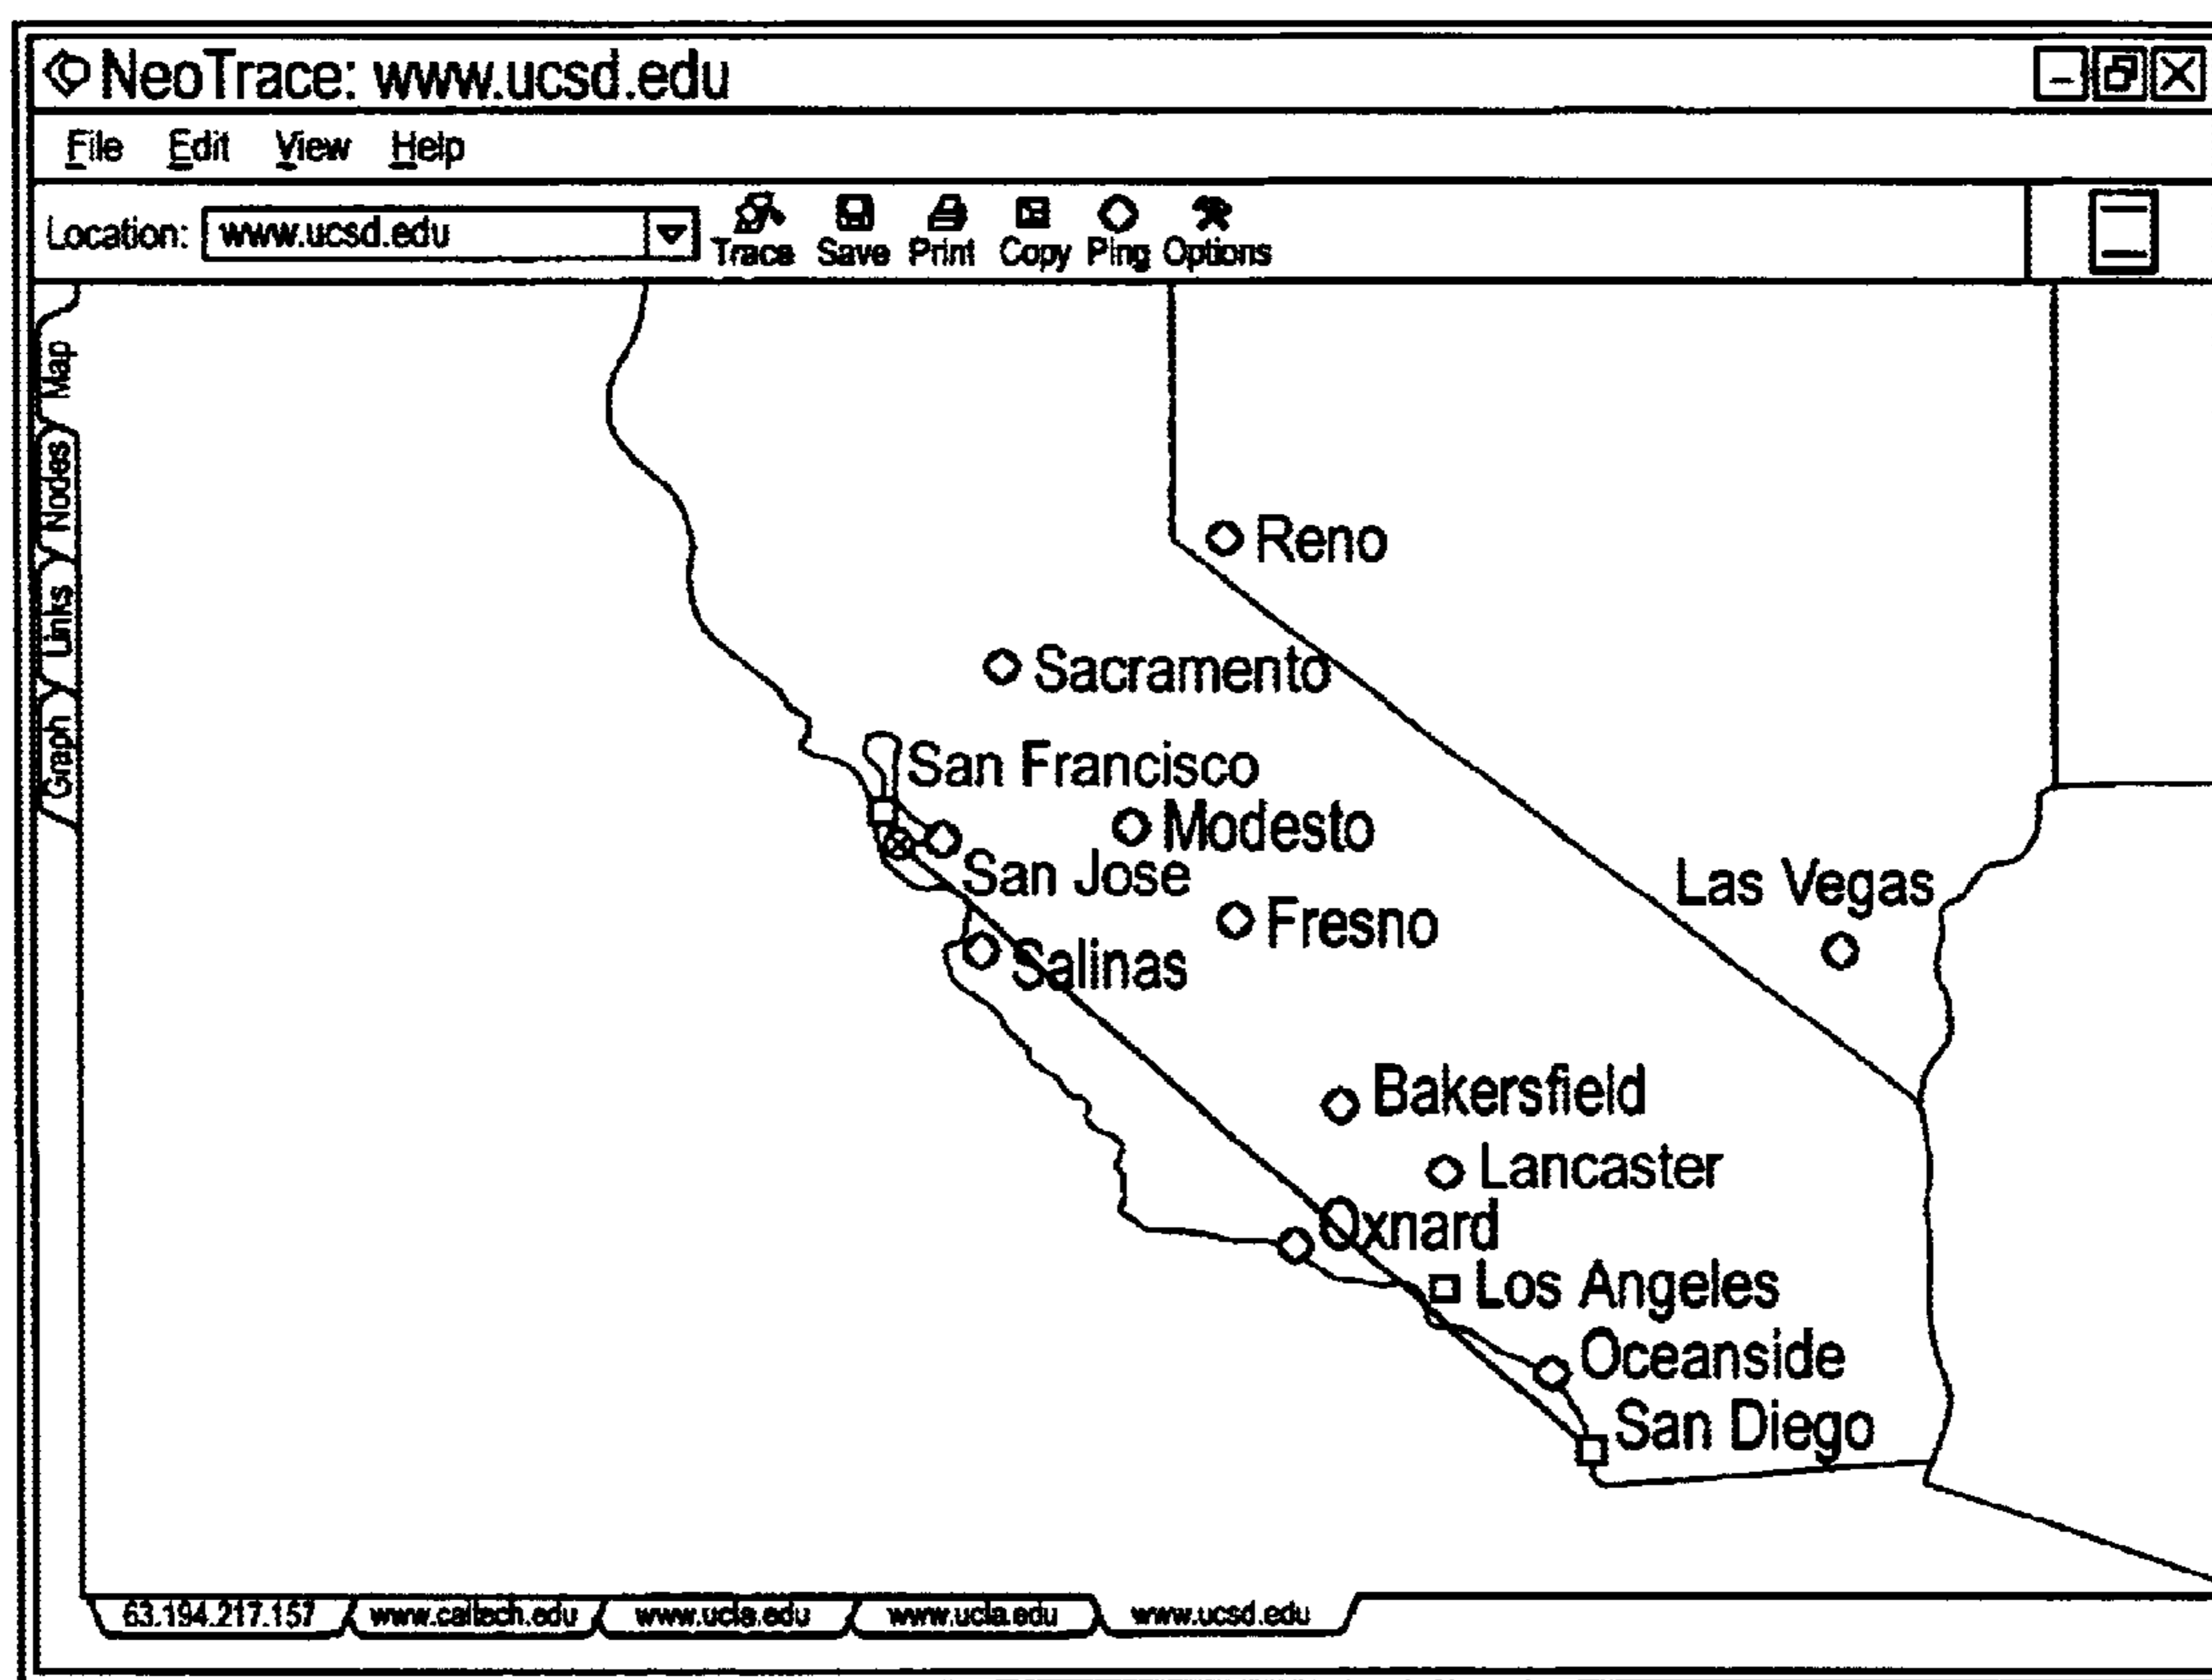 NeoTrace: www.ucsd.edu
File Edit View Help
Location: www.ucsd.edu Trace Save Print Copy Ping Options
Map
Nodes
Links
Graph
Reno
Sacramento
San Francisco
Modesto
San Jose
Las Vegas
Fresno
Salinas
Bakersfield
Lancaster
Oxnard
Los Angeles
Oceanside
San Diego
63.194.217.157 www.caltech.edu www.ucla.edu www.ucla.edu www.ucsd.edu